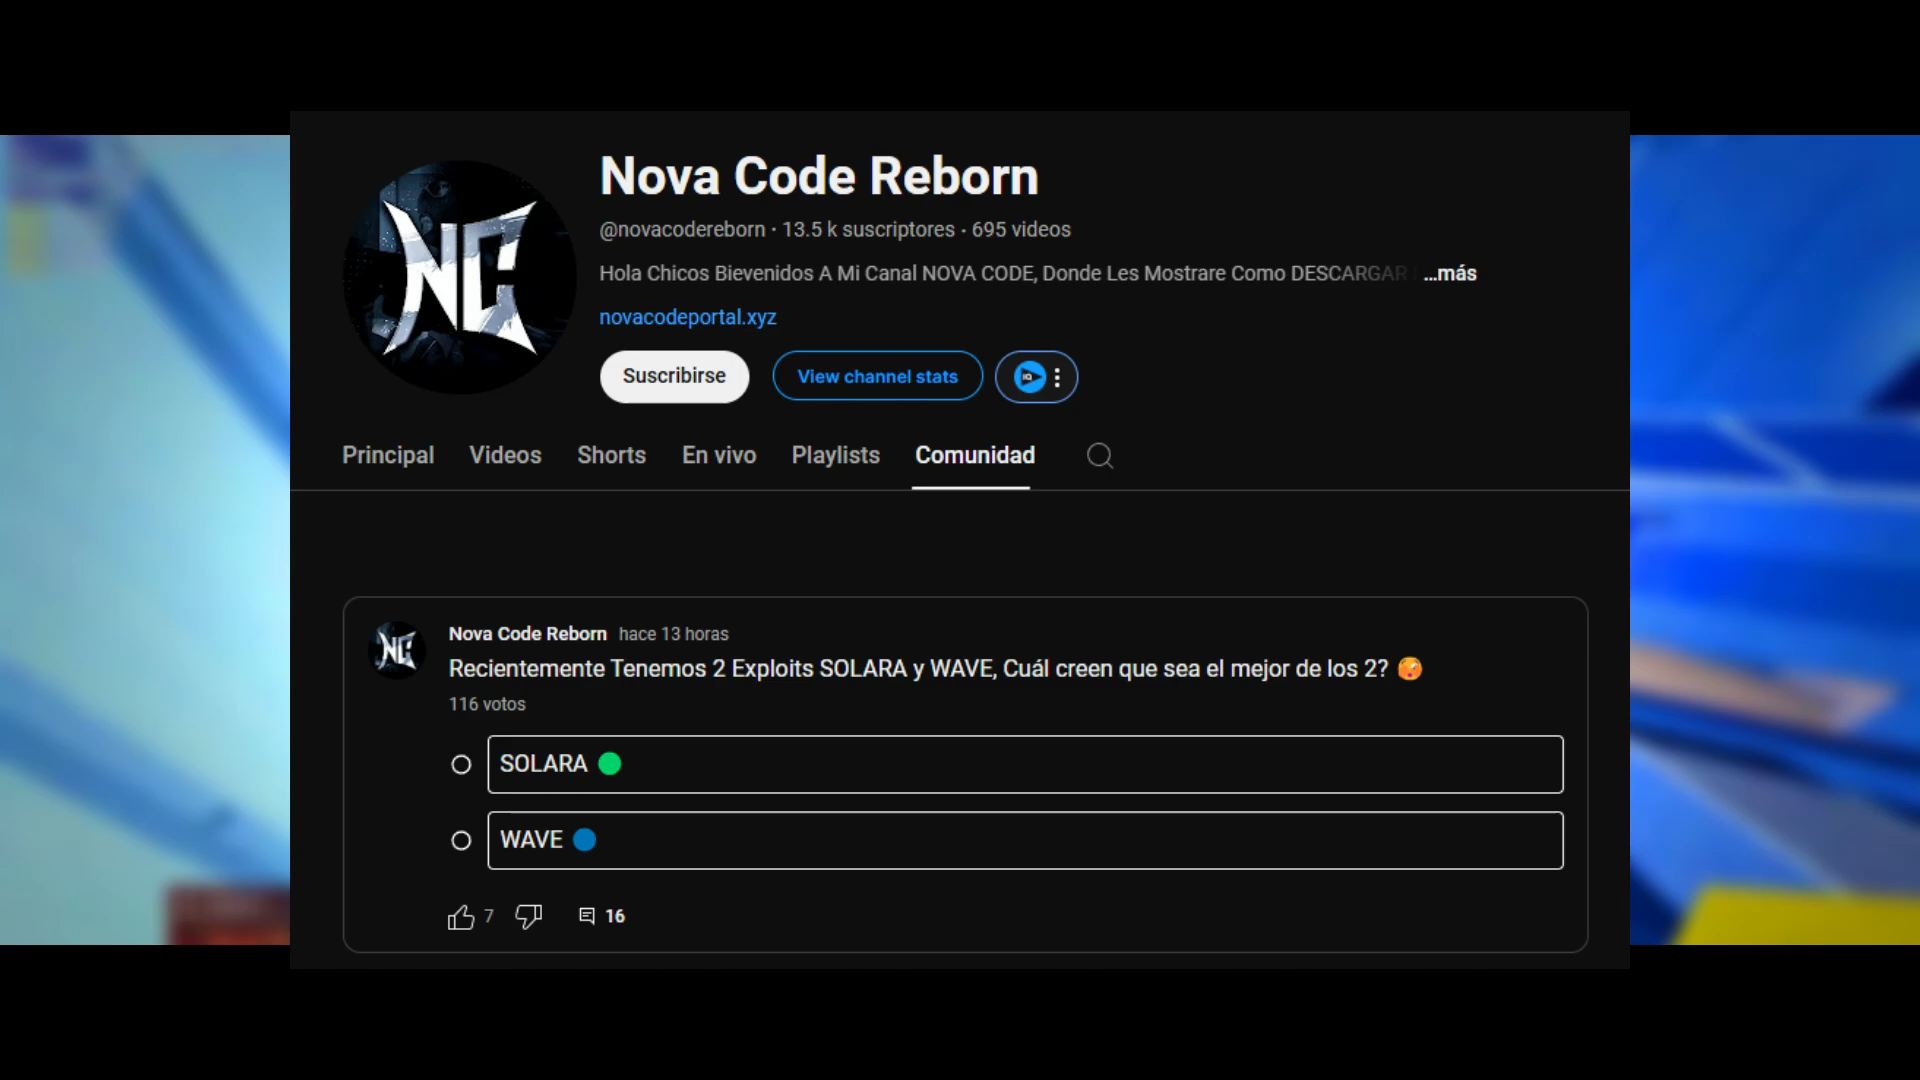 Nova Code Reborn
@novacodereborn · 13.5 k suscriptores · 695 videos
Hola Chicos Bievenidos A Mi Canal NOVA CODE, Donde Les Mostrare Como DESCARGAR ...más
novacodeportal.xyz
Suscribirse View channel stats IQ
Principal Videos Shorts En vivo Playlists Comunidad
NC
Nova Code Reborn hace 13 horas
Recientemente Tenemos 2 Exploits SOLARA y WAVE, Cuál creen que sea el mejor de los 2?
116 votos
SOLARA
WAVE
7 16